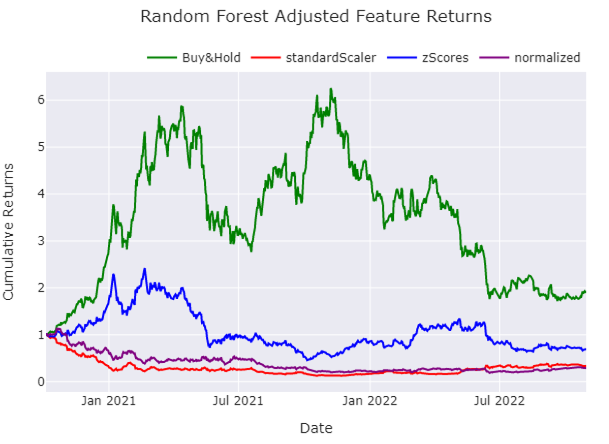 Random Forest Adjusted Feature Returns
Buy&Hold standardScaler zScores normalized
Cumulative Returns
6
5
4
3
2
1
0
Jan 2021 Jul 2021 Jan 2022 Jul 2022
Date